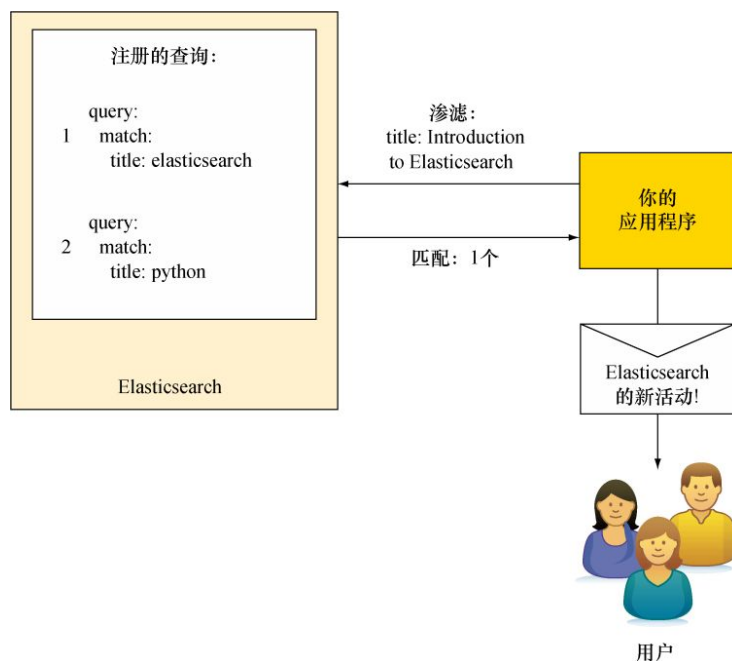 注册的查询：
query:
1 match:
title: elasticsearch
query:
2 match:
title: python
Elasticsearch
渗滤：
title: Introduction
to Elasticsearch
匹配：1个
你的
应用程序
Elasticsearch
的新活动!
用户